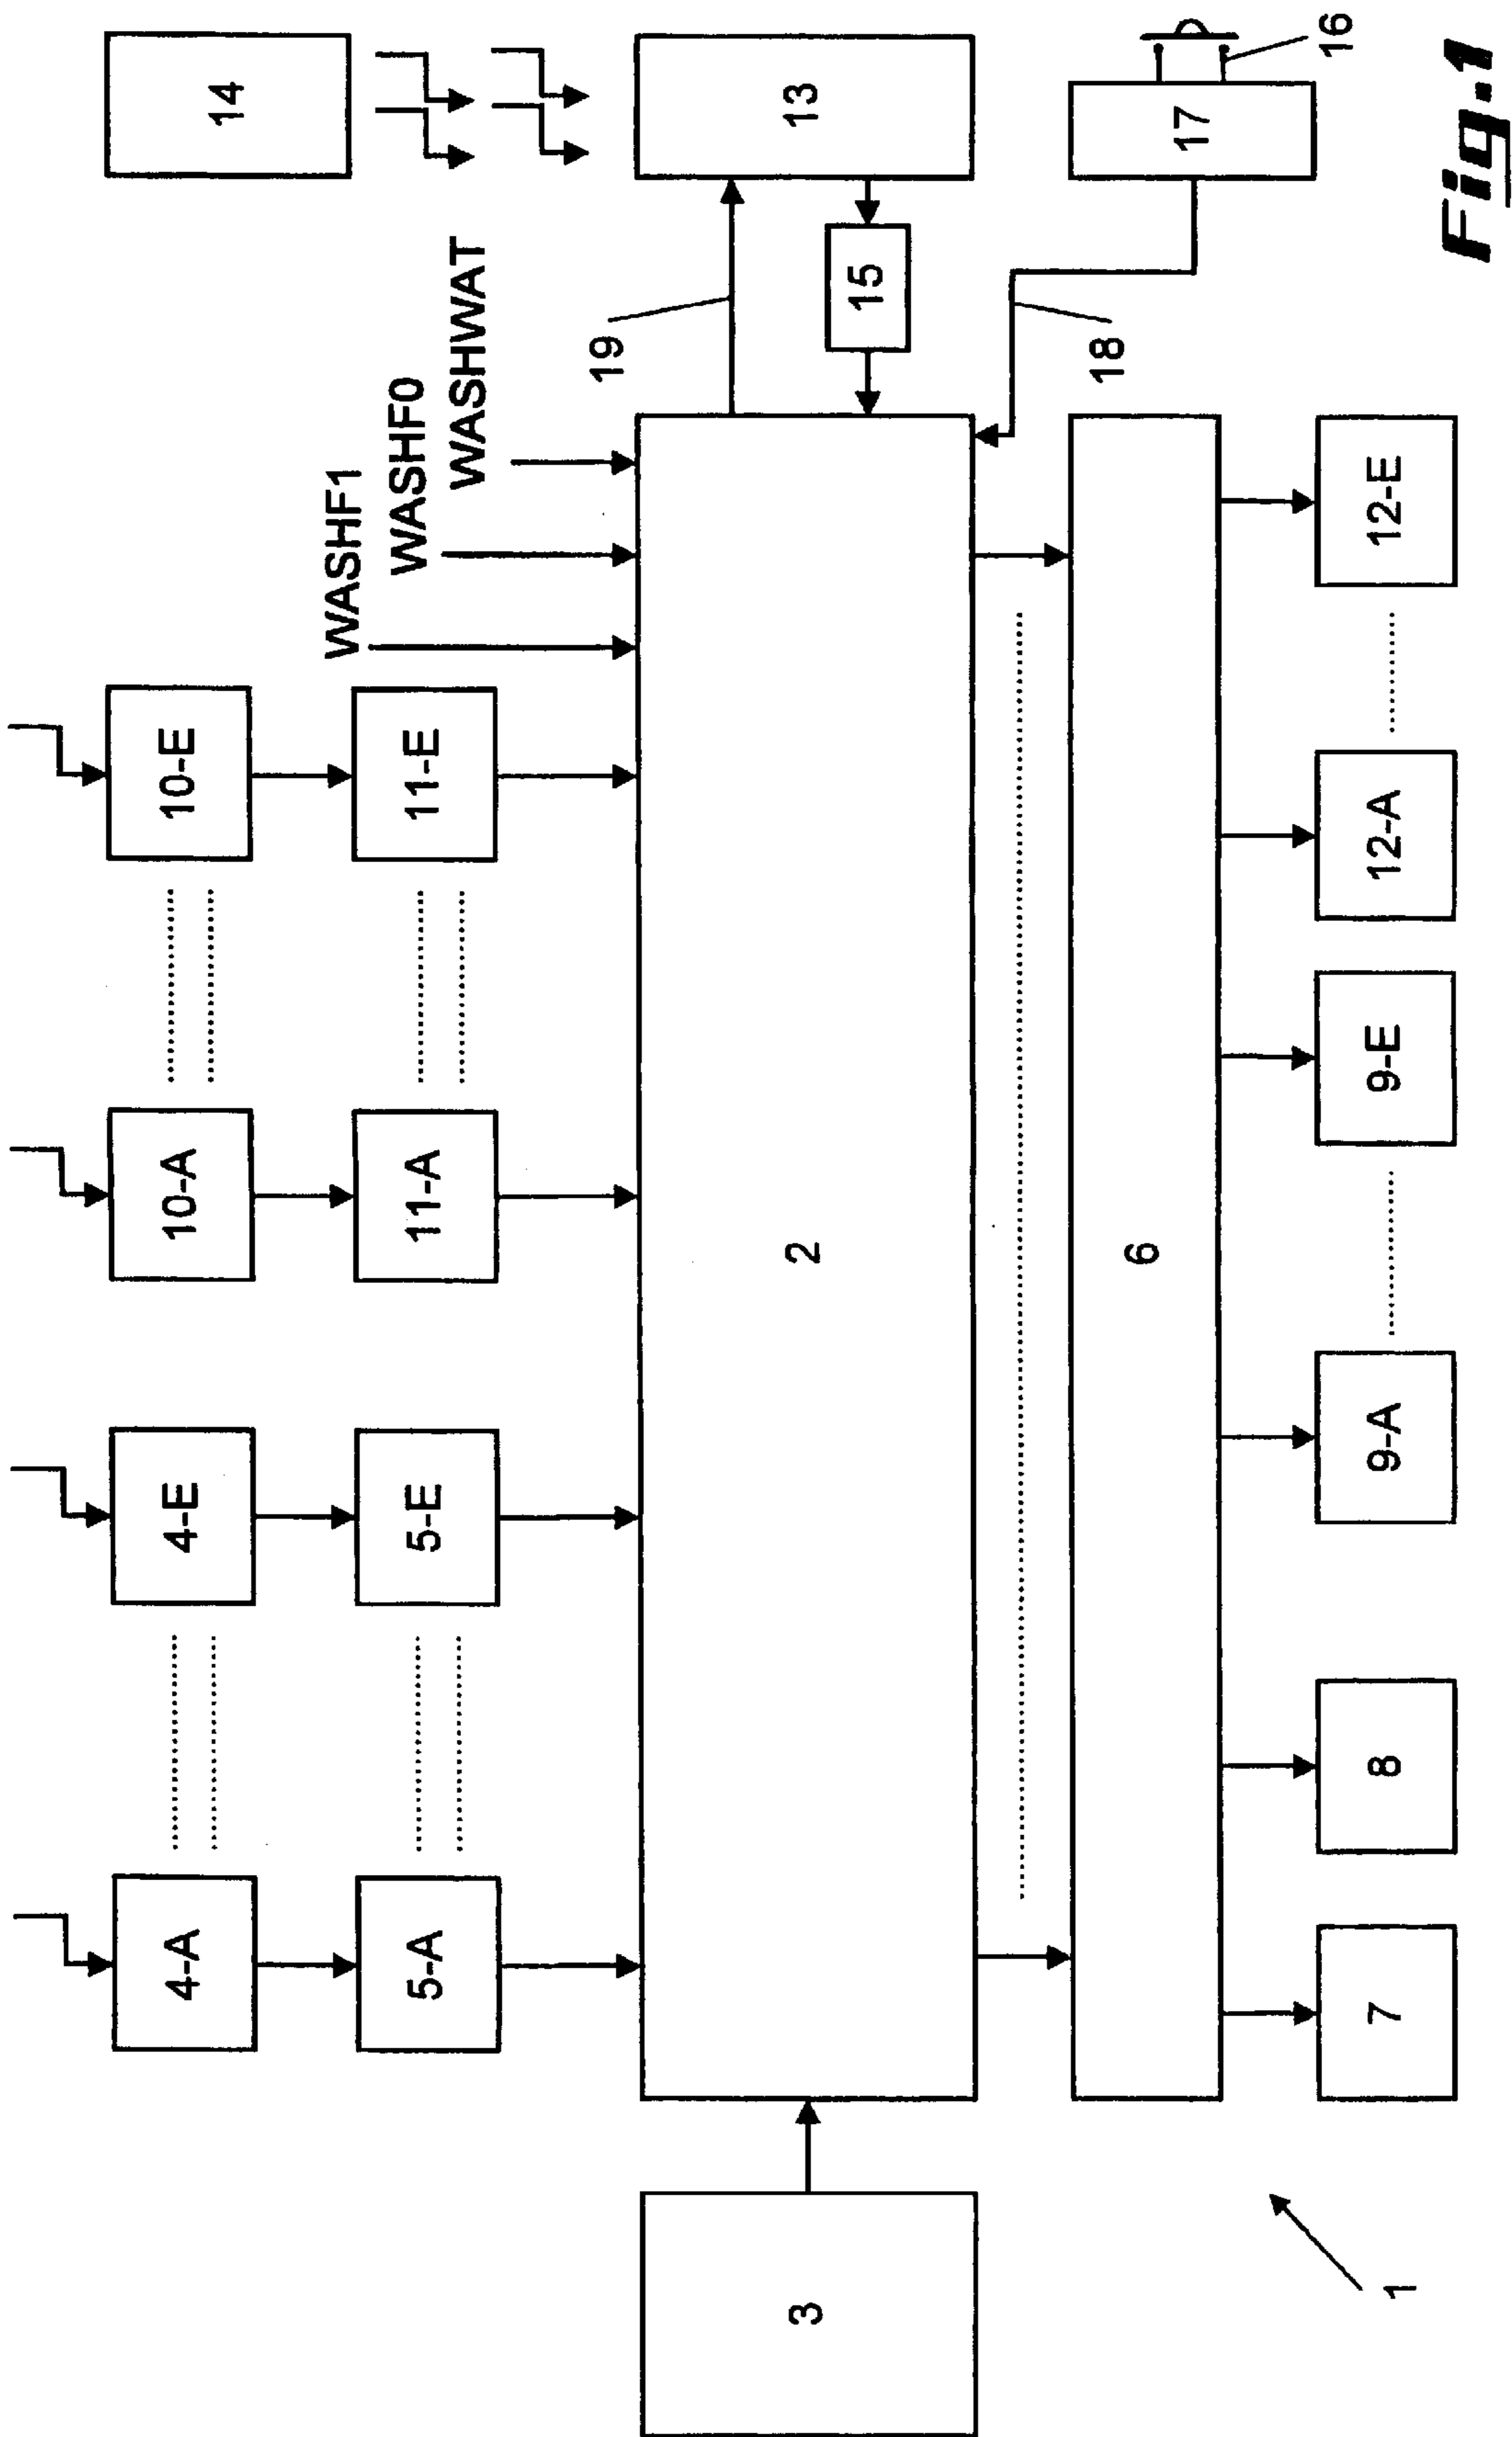 14
13
16
17
Fig.1
WASHWAT
15
19
18
WASHF0
WASHF1
10-E
11-E
12-E
10-A
11-A
12-A
2
6
9-E
4-E
5-E
9-A
4-A
5-A
8
7
3
1